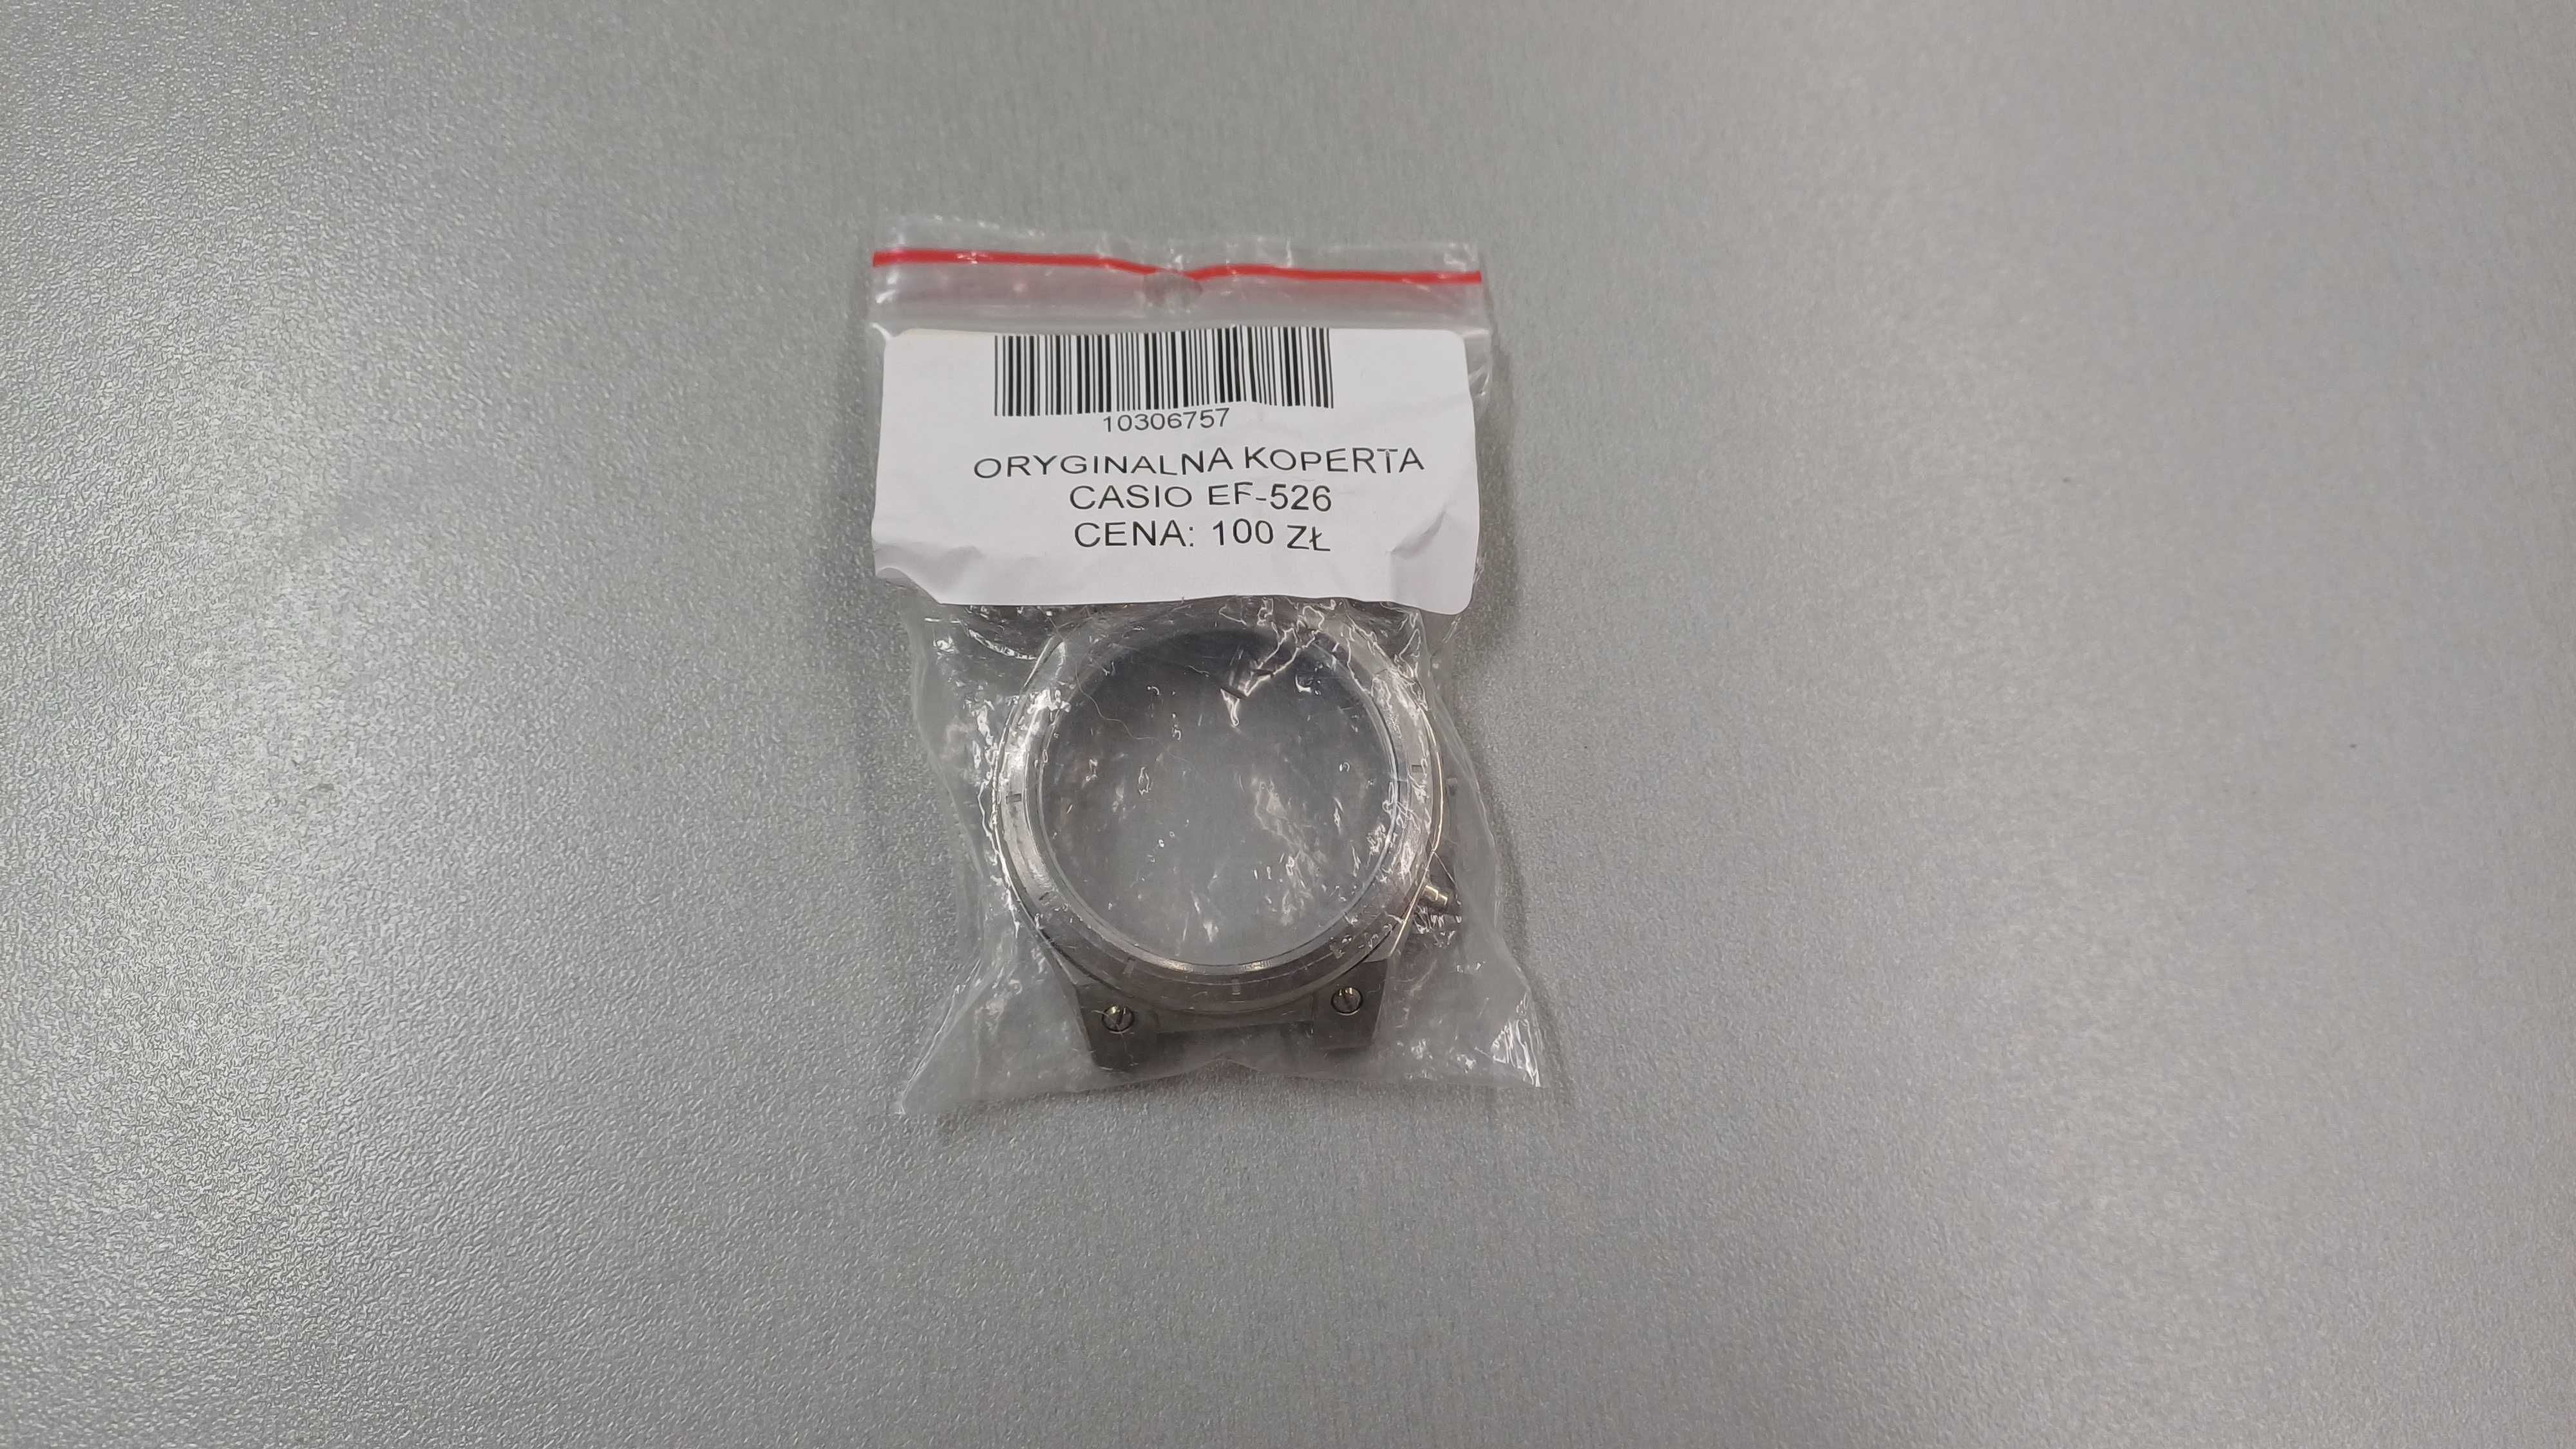 10306757
ORYGINALNA KOPERTA
CASIO EF-526
CENA: 100 ZŁ